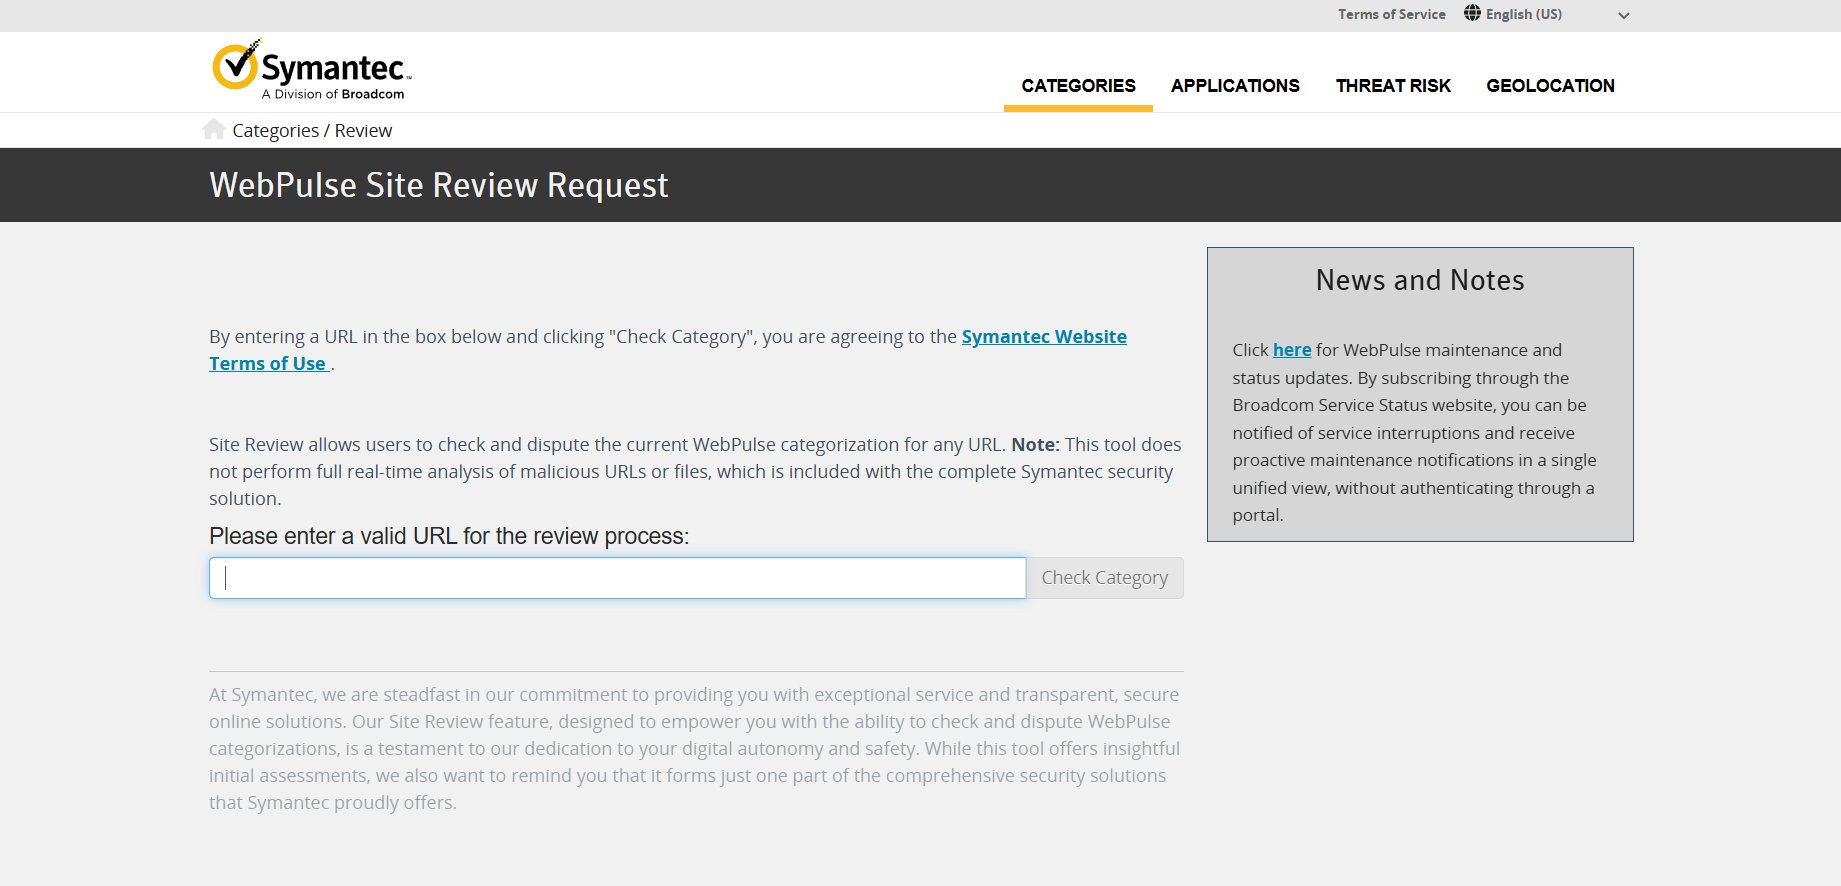 Terms of Service English (US)
Symantec™
A Division of Broadcom
CATEGORIES APPLICATIONS THREAT RISK GEOLOCATION
Categories / Review
WebPulse Site Review Request
By entering a URL in the box below and clicking "Check Category", you are agreeing to the Symantec Website
Terms of Use .
Site Review allows users to check and dispute the current WebPulse categorization for any URL. Note: This tool does
not perform full real-time analysis of malicious URLs or files, which is included with the complete Symantec security
solution.
Please enter a valid URL for the review process:
Check Category
At Symantec, we are steadfast in our commitment to providing you with exceptional service and transparent, secure
online solutions. Our Site Review feature, designed to empower you with the ability to check and dispute WebPulse
categorizations, is a testament to our dedication to your digital autonomy and safety. While this tool offers insightful
initial assessments, we also want to remind you that it forms just one part of the comprehensive security solutions
that Symantec proudly offers.
News and Notes
Click here for WebPulse maintenance and
status updates. By subscribing through the
Broadcom Service Status website, you can be
notified of service interruptions and receive
proactive maintenance notifications in a single
unified view, without authenticating through a
portal.